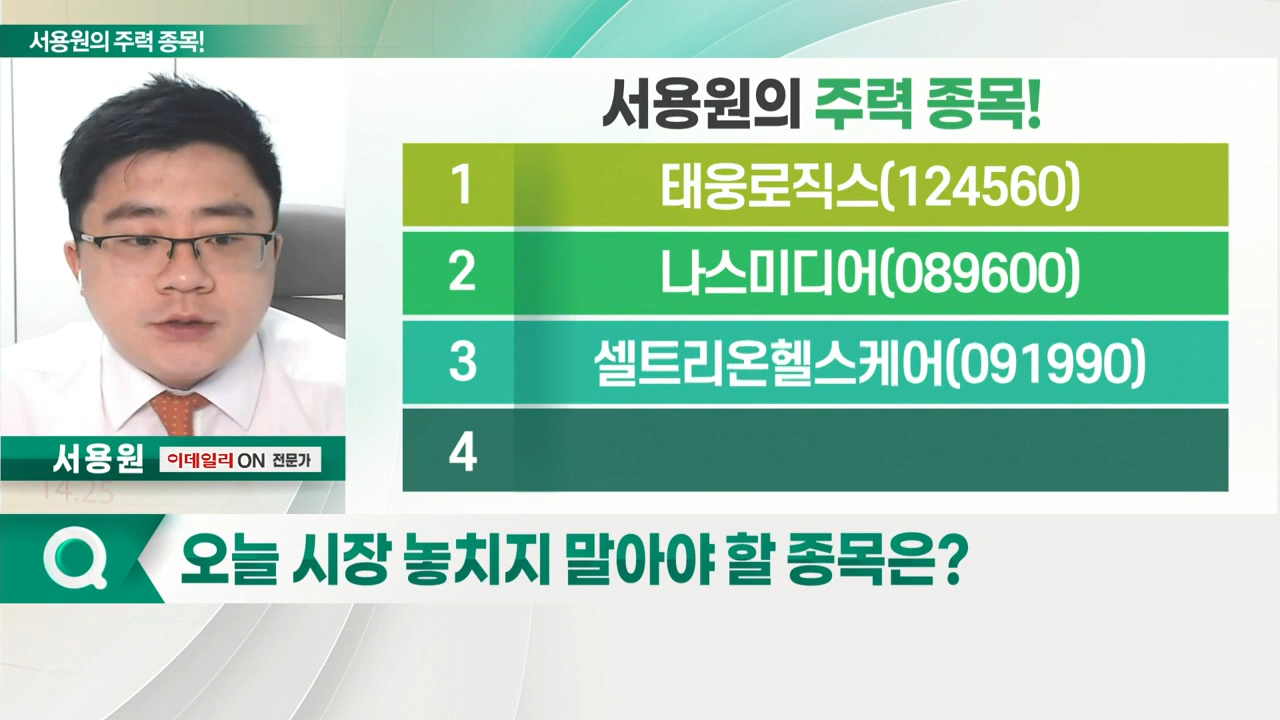 서용원의 주력 종목!
서용원의 주력 종목!
1 태웅로직스(124560)
2 나스미디어(089600)
3 셀트리온헬스케어(091990)
4
서용원 이데일리 ON 전문가
14.25
Q 오늘 시장 놓치지 말아야 할 종목은?